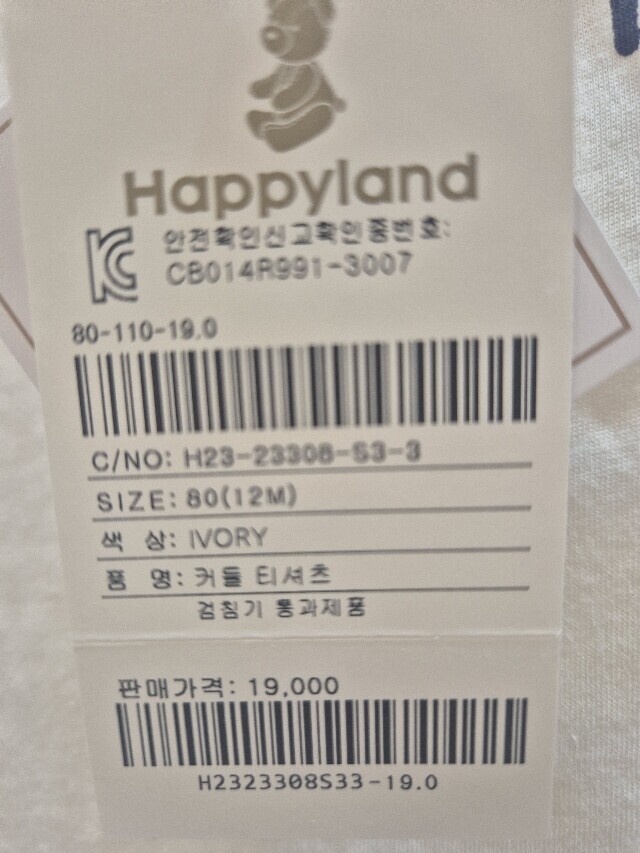 Happyland
안전확인신고확인증번호:
CB014R991-3007
80-110-19.0
C/NO: H23-23308-S3-3
SIZE: 80(12M)
색 상: IVORY
품 명: 커들 티셔츠
검침기 통과제품
판매가격: 19,000
H2323308S33-19.0